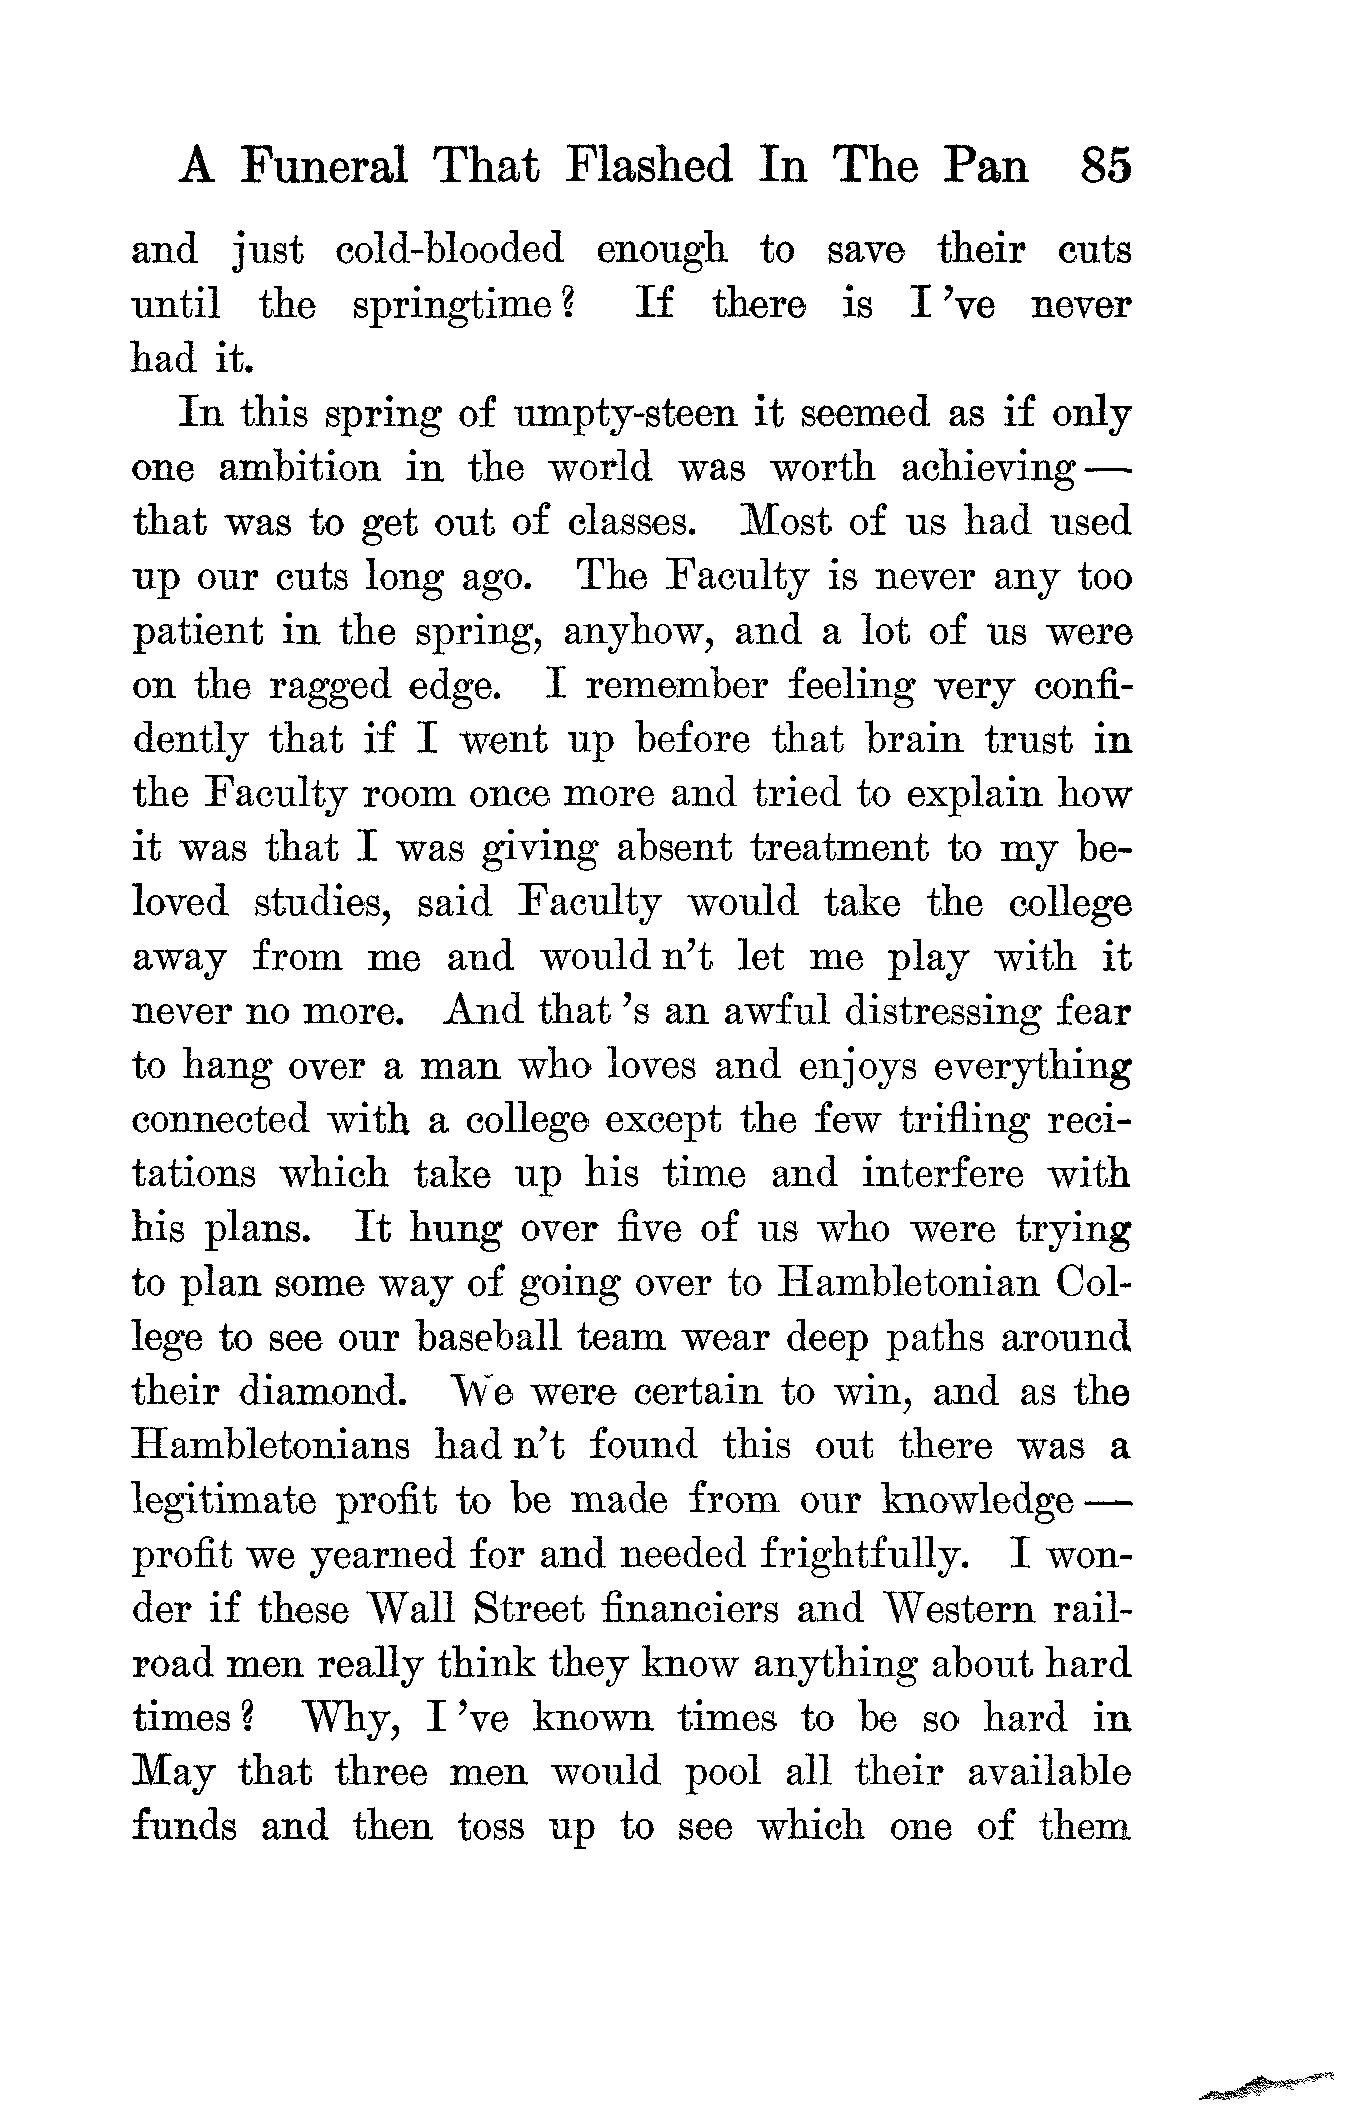 A Funeral That Flashed In The Pan 85
and just cold-blooded enough to save their cuts
until the springtime? If there is I 've never
had it.
In this spring of umpty-steen it seemed as if only
one ambition in the world was worth achieving—
that was to get out of classes. Most of us had used
up our cuts long ago. The Faculty is never any too
patient in the spring, anyhow, and a lot of us were
on the ragged edge. I remember feeling very confi-
dently that if I went up before that brain trust in
the Faculty room once more and tried to explain how
it was that I was giving absent treatment to my be-
loved studies, said Faculty would take the college
away from me and would n't let me play with it
never no more. And that 's an awful distressing fear
to hang over a man who loves and enjoys everything
connected with a college except the few trifling reci-
tations which take up his time and interfere with
his plans. It hung over five of us who were trying
to plan some way of going over to Hambletonian Col-
lege to see our baseball team wear deep paths around
their diamond. We were certain to win, and as the
Hambletonians had n't found this out there was a
legitimate profit to be made from our knowledge—
profit we yearned for and needed frightfully. I won-
der if these Wall Street financiers and Western rail-
road men really think they know anything about hard
times? Why, I 've known times to be so hard in
May that three men would pool all their available
funds and then toss up to see which one of them